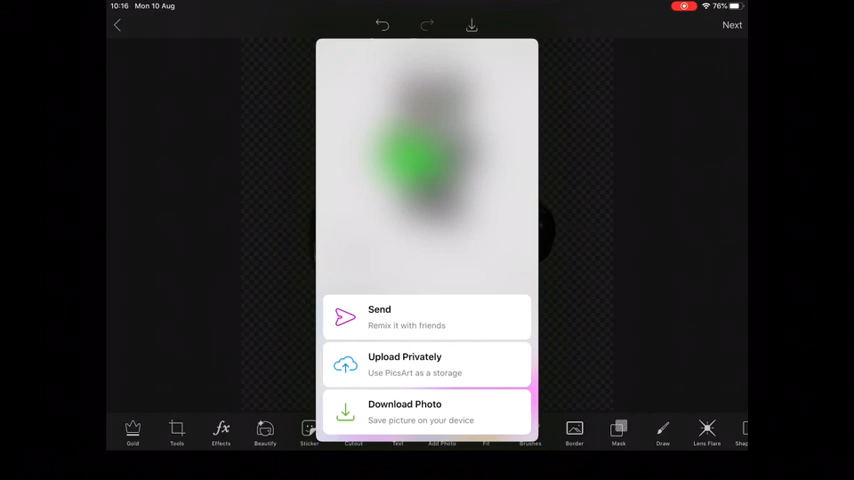 10:16 Mon 10 Aug
76%
Next
Send
Remix it with friends
Upload Privately
Use PicsArt as a storage
Download Photo
Save picture on your device
Gold Tools Effects Beautify Sticker Cutout Text Add Photo Fit Brushes Border Mask Draw Lens Flare Shap